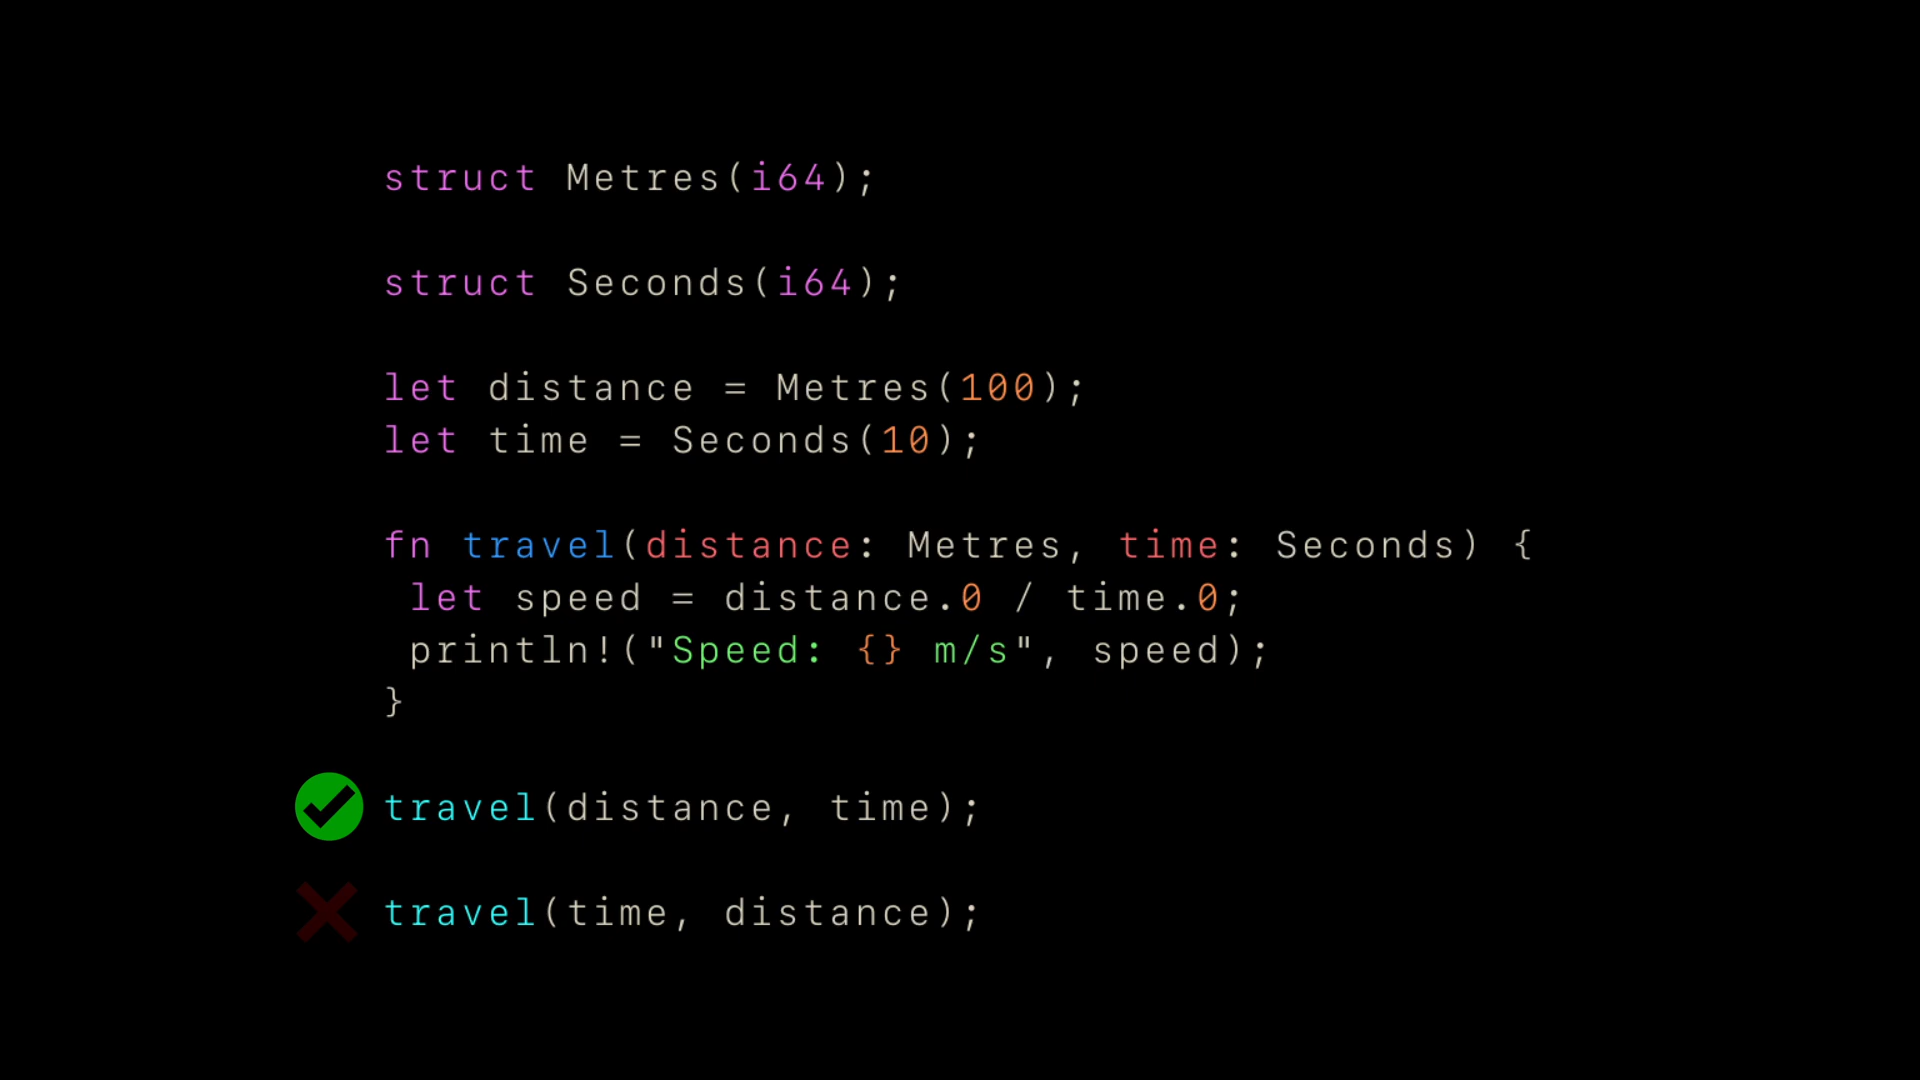 struct Metres(i64);
struct Seconds(i64);
let distance = Metres(100);
let time = Seconds(10);
fn travel(distance: Metres, time: Seconds) {
 let speed = distance.0 / time.0;
 println!("Speed: {} m/s", speed);
}
travel(distance, time);
travel(time, distance);